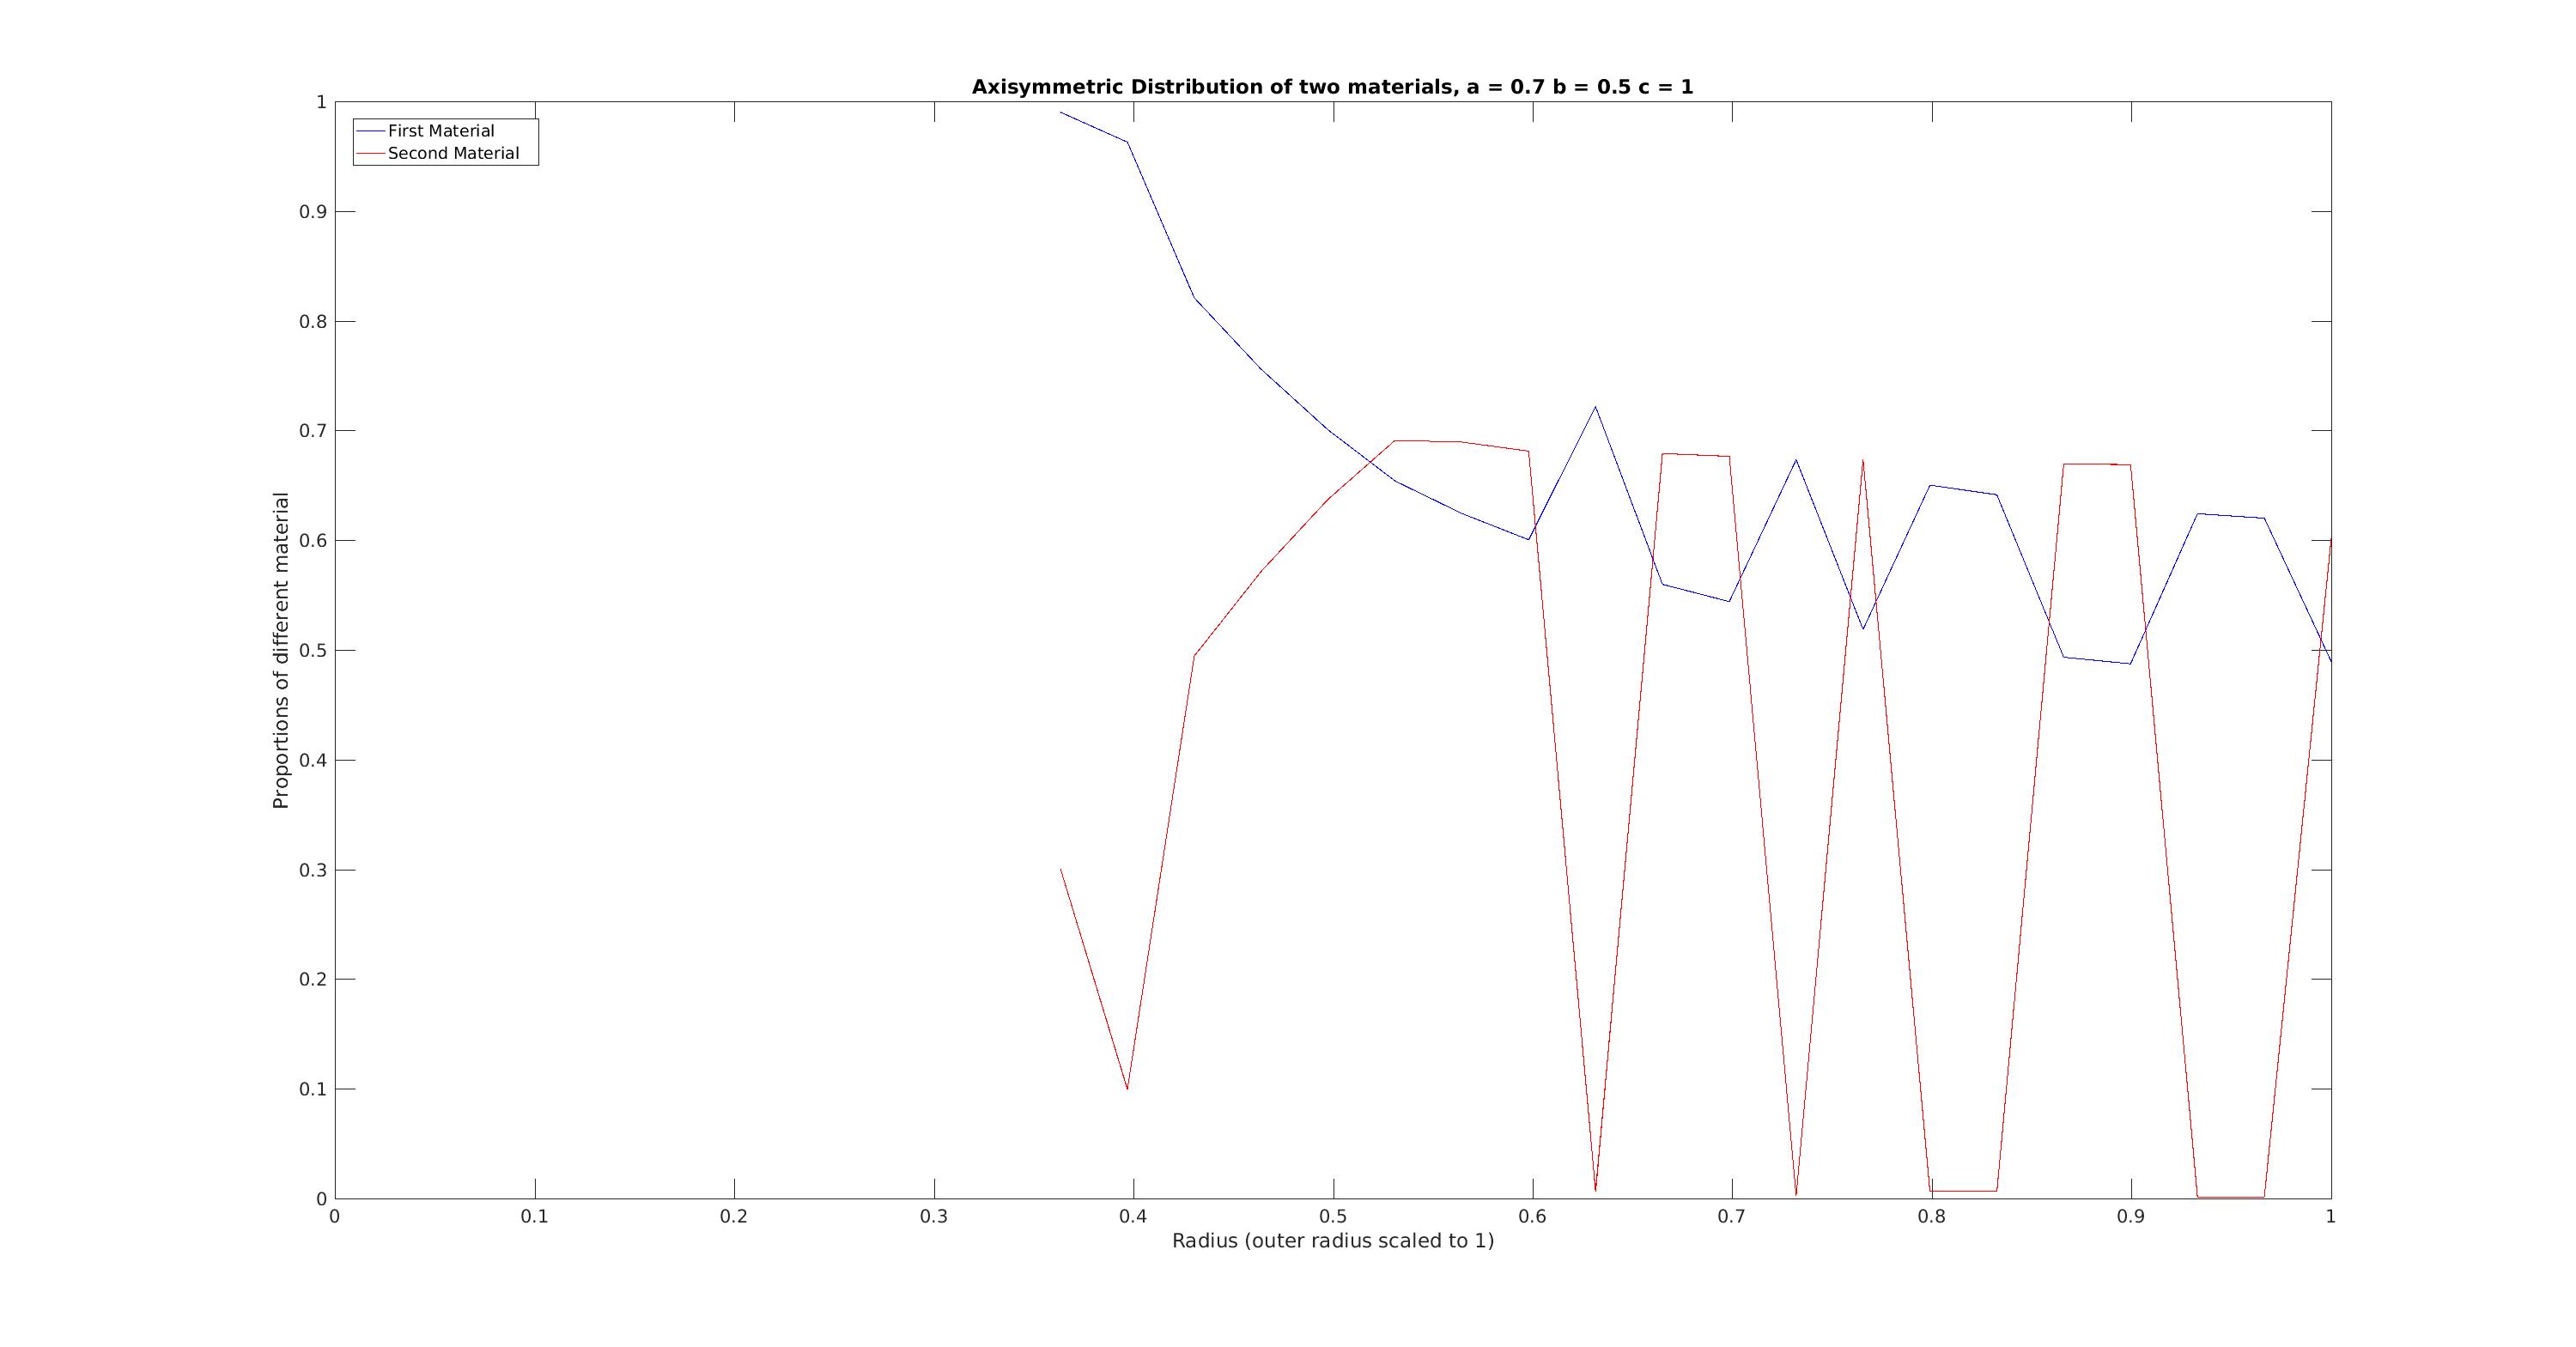 Axisymmetric Distribution of two materials, a = 0.7 b = 0.5 c = 1
First Material
Second Material
Proportions of different material
1
0.9
0.8
0.7
0.6
0.5
0.4
0.3
0.2
0.1
0
0 0.1 0.2 0.3 0.4 0.5 0.6 0.7 0.8 0.9 1
Radius (outer radius scaled to 1)